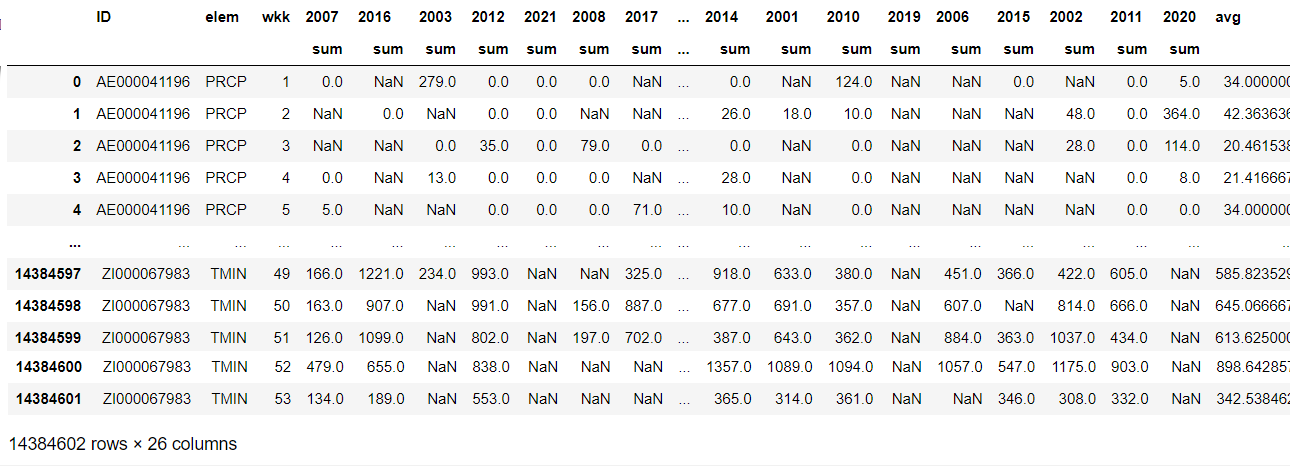 ID elem wkk 2007 2016 2003 2012 2021 2008 2017 ... 2014 2001 2010 2019 2006 2015 2002 2011 2020 avg
sum sum sum sum sum sum sum ... sum sum sum sum sum sum sum sum sum
0 AE000041196 PRCP 1 0.0 NaN 279.0 0.0 0.0 0.0 NaN ... 0.0 NaN 124.0 NaN NaN 0.0 NaN 0.0 5.0 34.000000
1 AE000041196 PRCP 2 NaN 0.0 NaN 0.0 0.0 NaN NaN ... 26.0 18.0 10.0 NaN NaN NaN 48.0 0.0 364.0 42.363636
2 AE000041196 PRCP 3 NaN NaN 0.0 35.0 0.0 79.0 0.0 ... 0.0 NaN 0.0 NaN NaN NaN 28.0 0.0 114.0 20.461538
3 AE000041196 PRCP 4 0.0 NaN 13.0 0.0 0.0 0.0 NaN ... 28.0 NaN 0.0 NaN NaN NaN NaN 0.0 8.0 21.416667
4 AE000041196 PRCP 5 5.0 NaN NaN 0.0 0.0 0.0 71.0 ... 10.0 NaN 0.0 NaN NaN NaN NaN 0.0 0.0 34.000000
... ... ... ... ... ... ... ... ... ... ... ... ... ... ... ... ... ... ... ... ... ...
14384597 ZI000067983 TMIN 49 166.0 1221.0 234.0 993.0 NaN NaN 325.0 ... 918.0 633.0 380.0 NaN 451.0 366.0 422.0 605.0 NaN 585.823529
14384598 ZI000067983 TMIN 50 163.0 907.0 NaN 991.0 NaN 156.0 887.0 ... 677.0 691.0 357.0 NaN 607.0 NaN 814.0 666.0 NaN 645.066667
14384599 ZI000067983 TMIN 51 126.0 1099.0 NaN 802.0 NaN 197.0 702.0 ... 387.0 643.0 362.0 NaN 884.0 363.0 1037.0 434.0 NaN 613.625000
14384600 ZI000067983 TMIN 52 479.0 655.0 NaN 838.0 NaN NaN NaN ... 1357.0 1089.0 1094.0 NaN 1057.0 547.0 1175.0 903.0 NaN 898.642857
14384601 ZI000067983 TMIN 53 134.0 189.0 NaN 553.0 NaN NaN NaN ... 365.0 314.0 361.0 NaN NaN 346.0 308.0 332.0 NaN 342.538462
14384602 rows × 26 columns